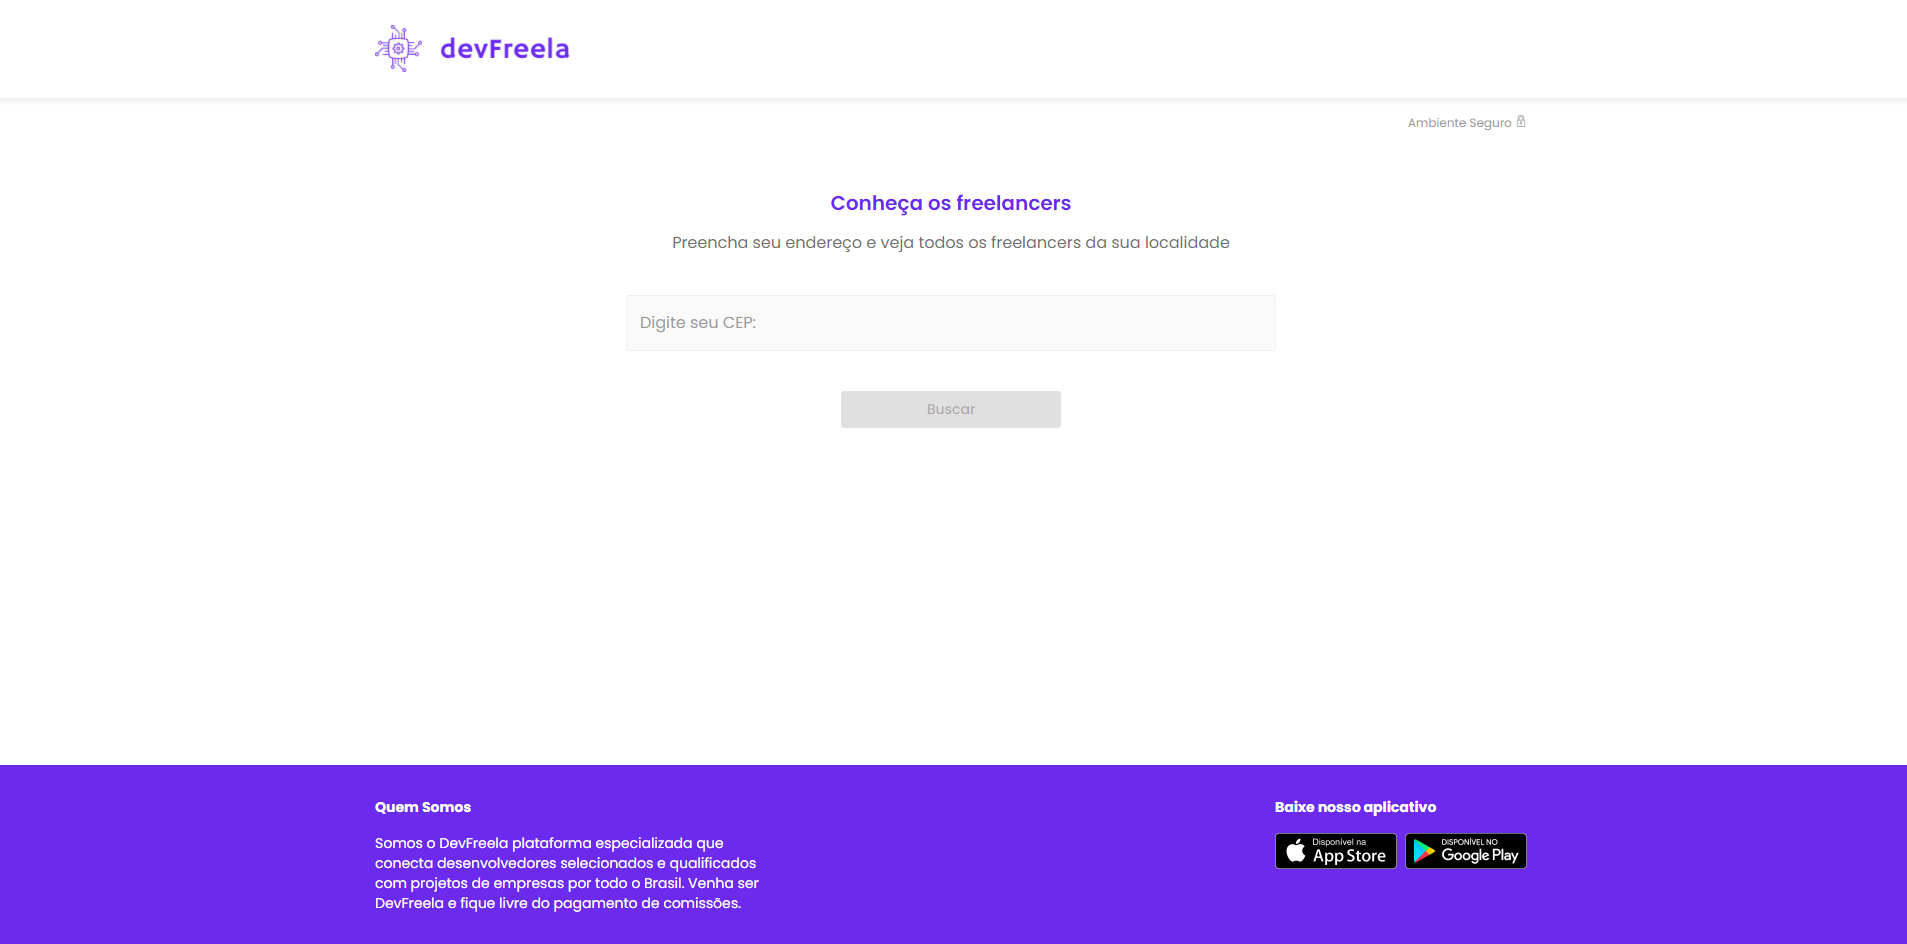 devFreela
Ambiente Seguro
Conheça os freelancers
Preencha seu endereço e veja todos os freelancers da sua localidade
Digite seu CEP:
Buscar
Quem Somos
Somos o DevFreela plataforma especializada que
conecta desenvolvedores selecionados e qualificados
com projetos de empresas por todo o Brasil. Venha ser
DevFreela e fique livre do pagamento de comissões.
Baixe nosso aplicativo
Disponível na
App Store
DISPONÍVEL NO
Google Play